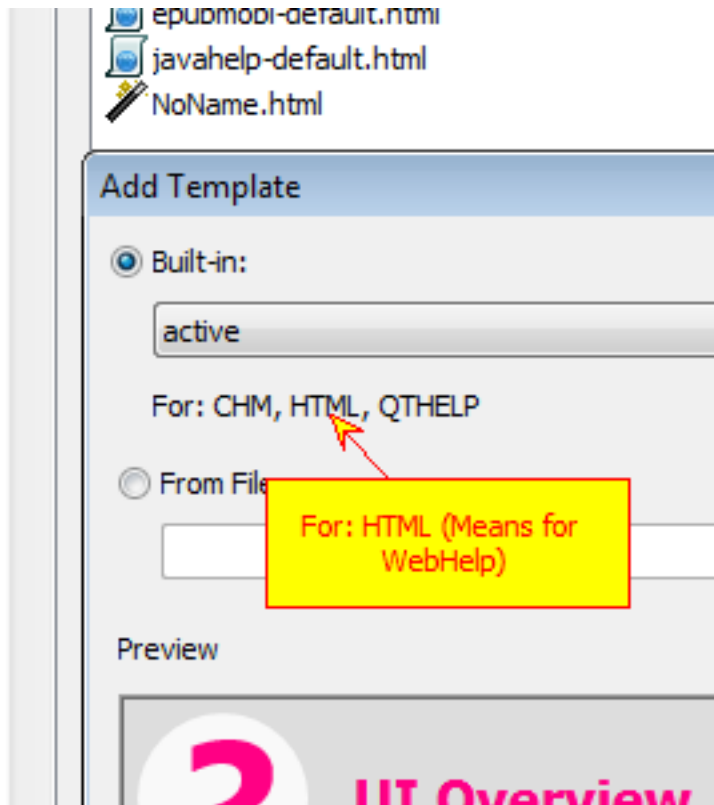 epubmobi-default.html
javahelp-default.html
NoName.html
Add Template
Built-in:
active
For: CHM, HTML, QTHELP
From File
For: HTML (Means for
WebHelp)
Preview
?
UI Overview